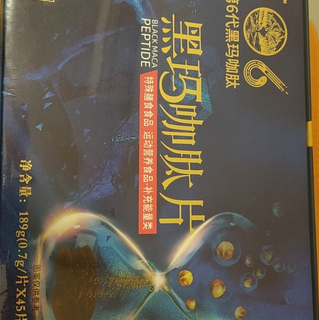 第6代黑玛咖肽
黑玛咖肽片
BLACK MACA
PEPTIDE
特殊膳食食品 运动营养食品·补充能量类
净含量：189g(0.7g/片X45片